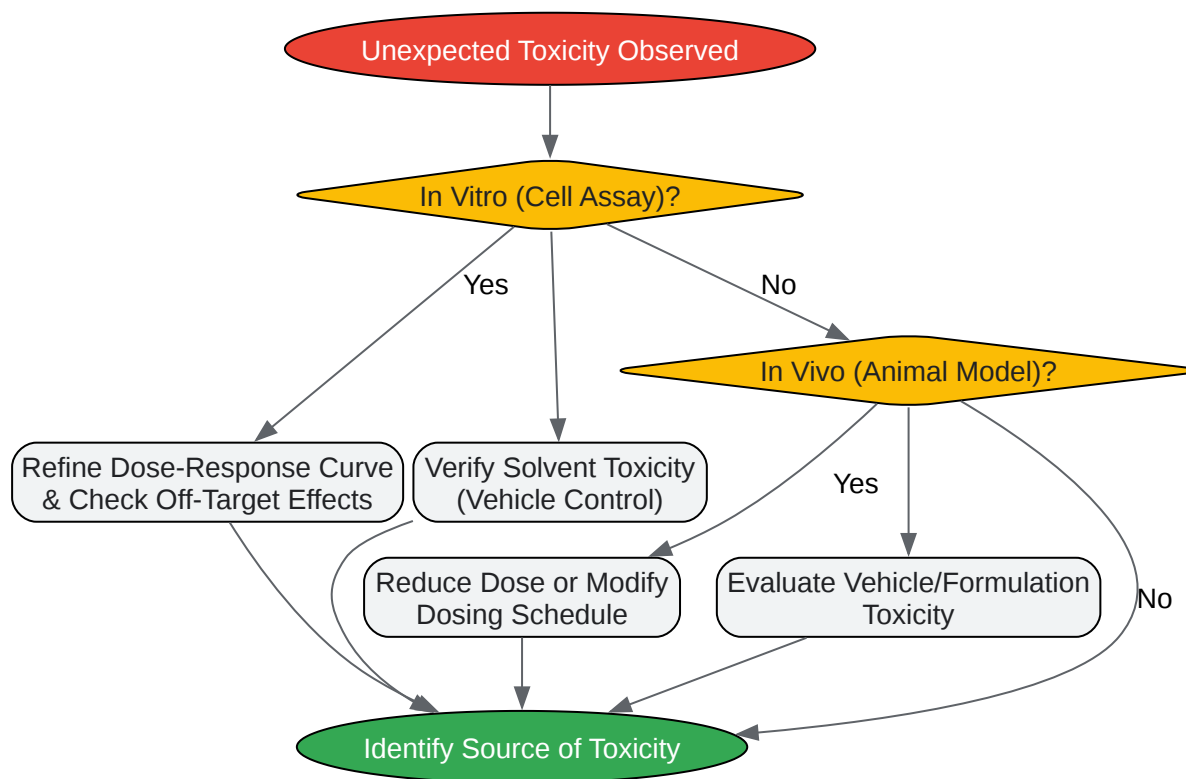 Unexpected Toxicity Observed
In Vitro (Cell Assay)?
Yes
No
In Vivo (Animal Model)?
Refine Dose-Response Curve
& Check Off-Target Effects
Verify Solvent Toxicity
(Vehicle Control)
Yes
No
Reduce Dose or Modify
Dosing Schedule
Evaluate Vehicle/Formulation
Toxicity
Identify Source of Toxicity